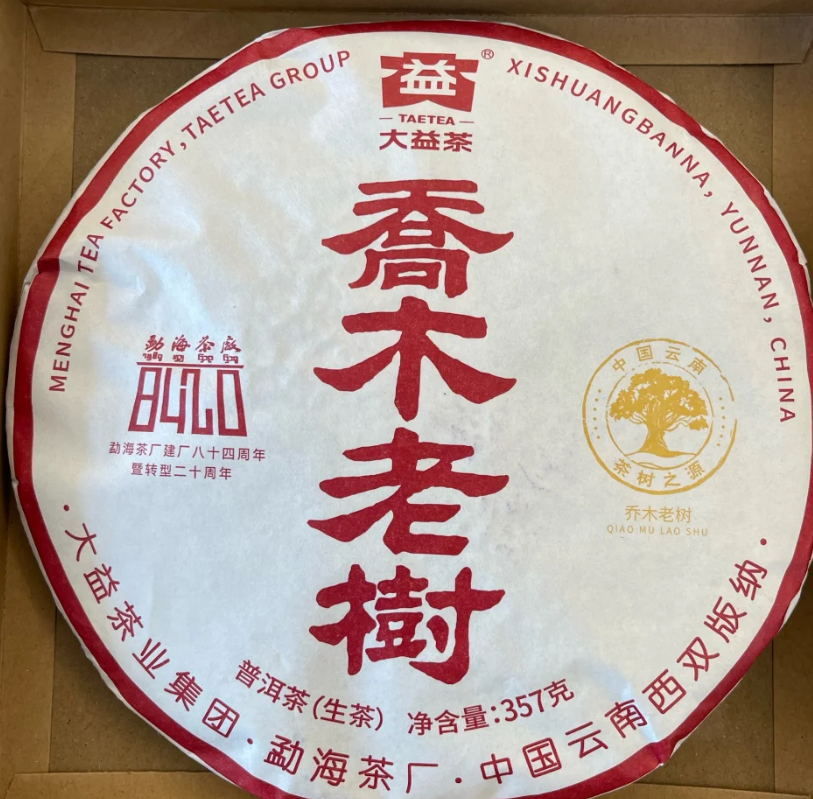 MENGHAI TEA FACTORY, TAETEA GROUP
益®
TAETEA
大益茶
XISHUANGBANNA, YUNNAN, CHINA
喬木老樹
勐海茶廠
8420
勐海茶厂建厂八十四周年
暨转型二十周年
中国云南
茶树之源
乔木老树
QIAO MU LAO SHU
普洱茶(生茶) 净含量:357克
·大益茶业集团·勐海茶厂·中国云南西双版纳·